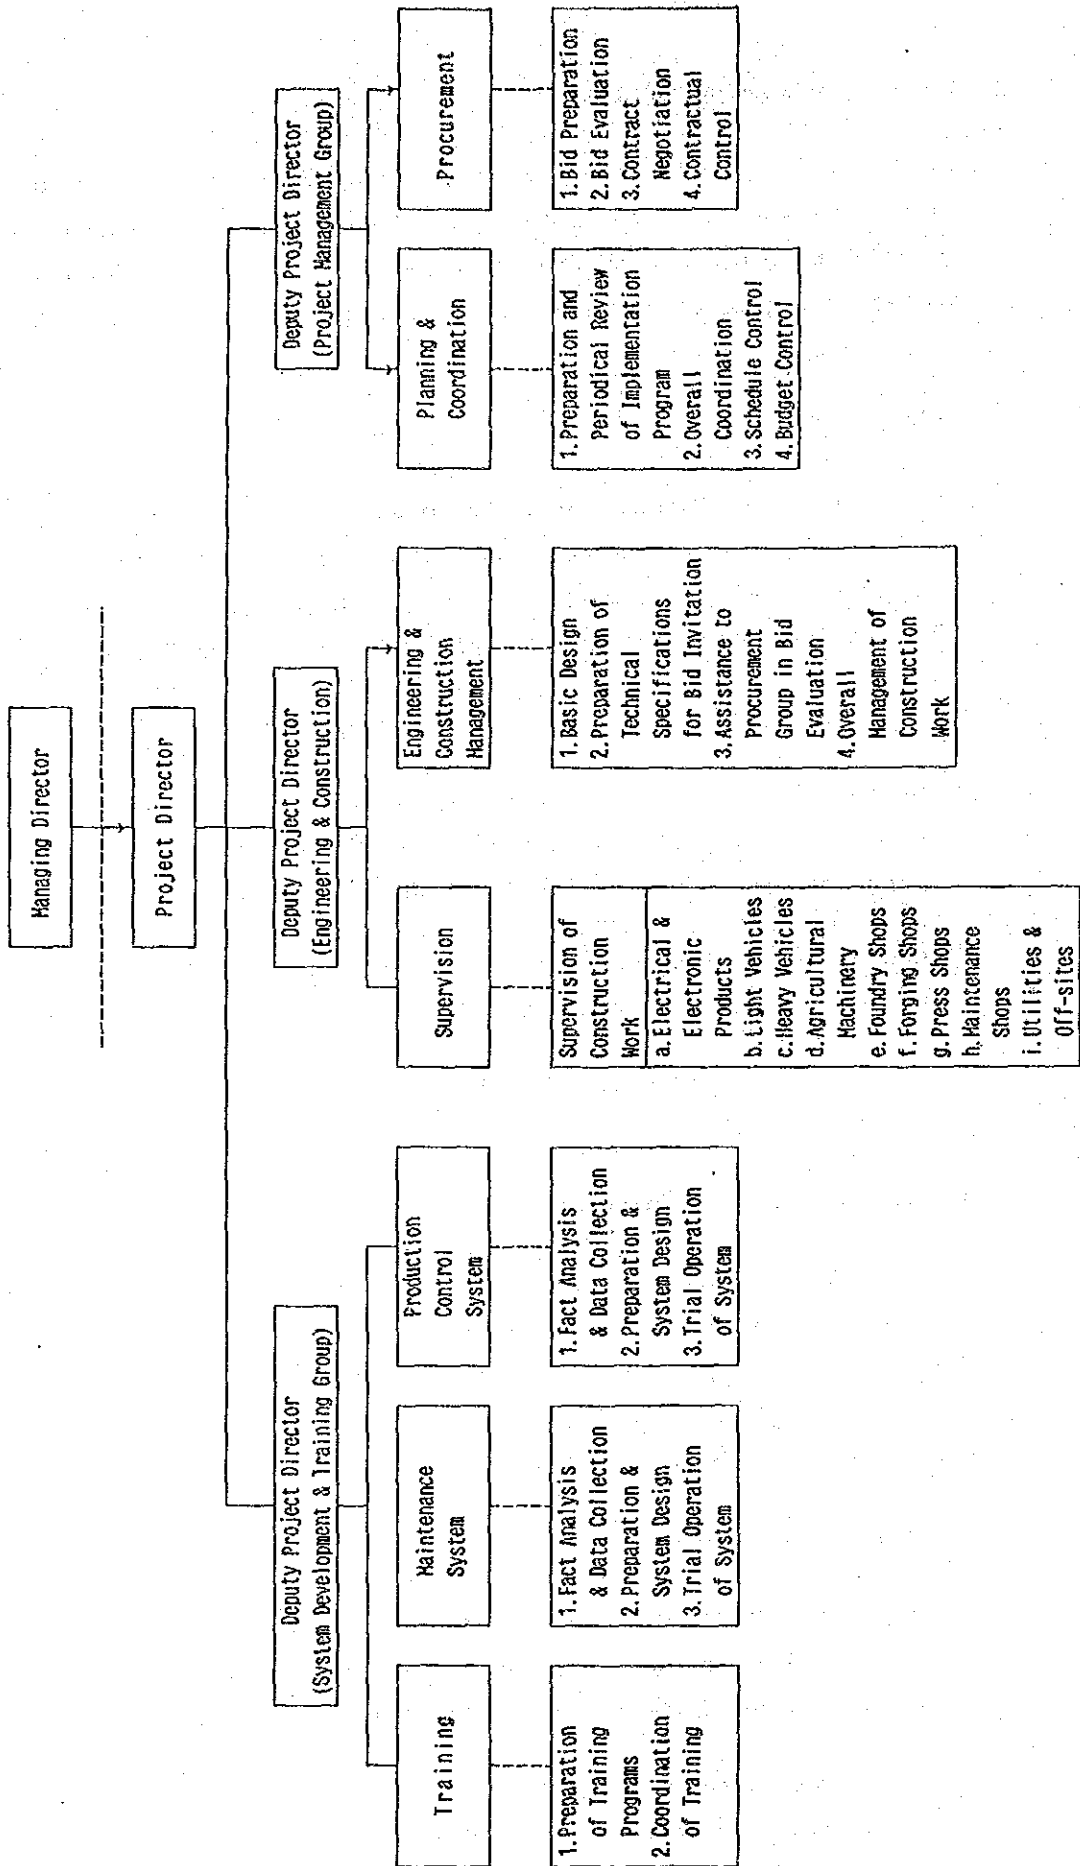 Managing Director
Project Director
Deputy Project Director
(System Development & Training Group)
Deputy Project Director
(Engineering & Construction)
Deputy Project Director
(Project Management Group)
Training
Maintenance
System
Production
Control
System
Supervision
Engineering &
Construction
Management
Planning &
Coordination
Procurement
1. Preparation
of Training
Programs
2. Coordination
of Training
1. Fact Analysis
& Data Collection
2. Preparation &
System Design
3. Trial Operation
of System
1. Fact Analysis
& Data Collection
2. Preparation &
System Design
3. Trial Operation
of System
Supervision of
Construction
Work
a. Electrical &
Electronic
Products
b. Light Vehicles
c. Heavy Vehicles
d. Agricultural
Machinery
e. Foundry Shops
f. Forging Shops
g. Press Shops
h. Maintenance
Shops
i. Utilities &
Off-sites
1. Basic Design
2. Preparation of
Technical
Specifications
for Bid Invitation
3. Assistance to
Procurement
Group in Bid
Evaluation
4. Overall
Management of
Construction
Work
1. Preparation and
Periodical Review
of Implementation
Program
2. Overall
Coordination
3. Schedule Control
4. Budget Control
1. Bid Preparation
2. Bid Evaluation
3. Contract
Negotiation
4. Contractual
Control